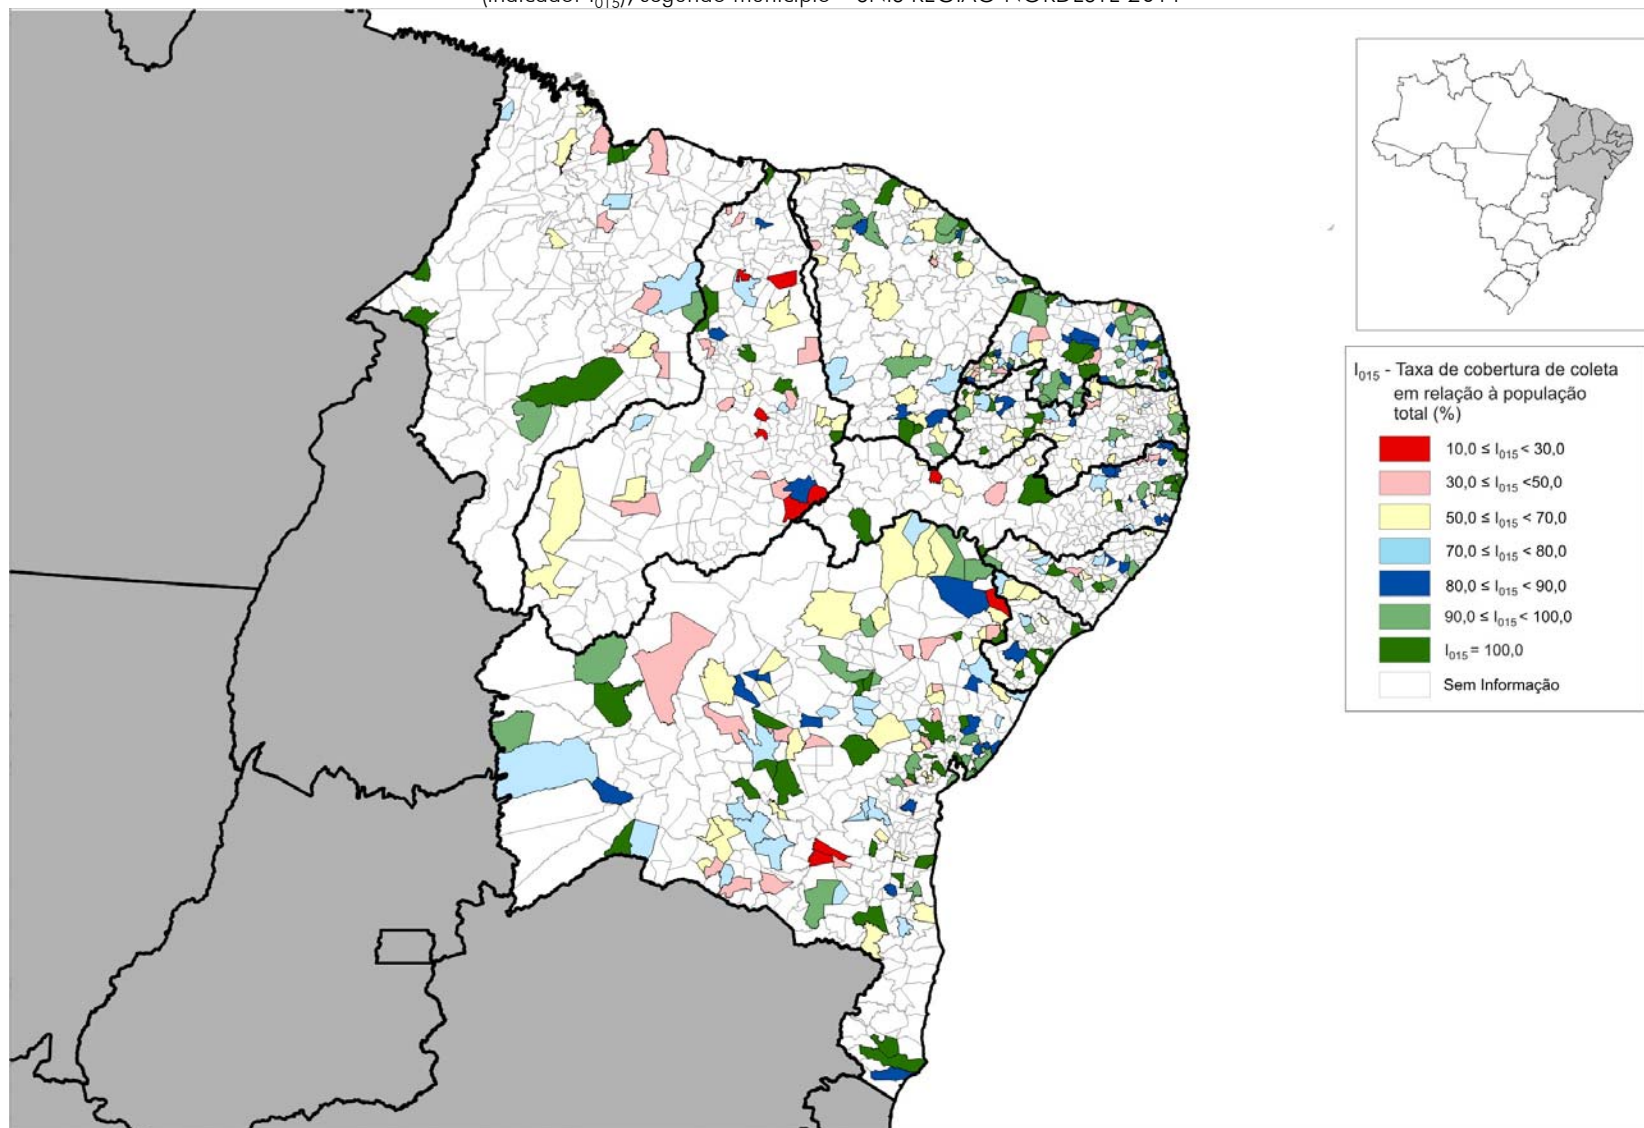 I015 - Taxa de cobertura de coleta
em relação à população
total (%)
10,0 ≤ I015 < 30,0
30,0 ≤ I015 <50,0
50,0 ≤ I015 < 70,0
70,0 ≤ I015 < 80,0
80,0 ≤ I015 < 90,0
90,0 ≤ I015 < 100,0
I015 = 100,0
Sem Informação